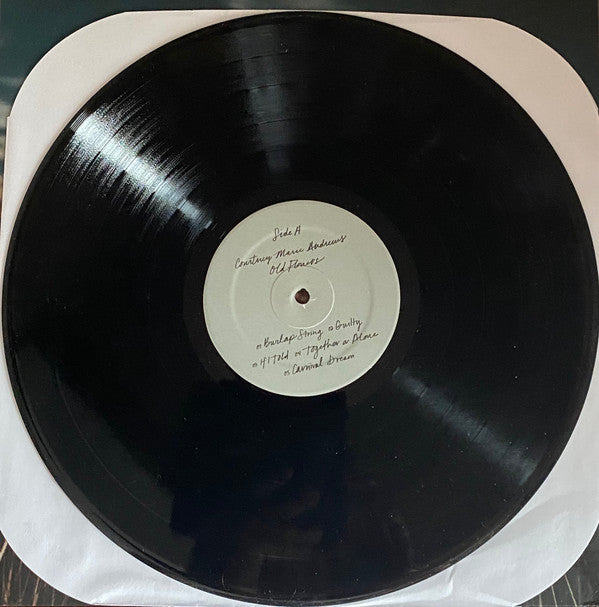 Side A
Courtney Marie Andrews
Old Flowers
01 Burlap String 02 Guilty
03 If I Told 04 Together or Alone
05 Carnival Dream